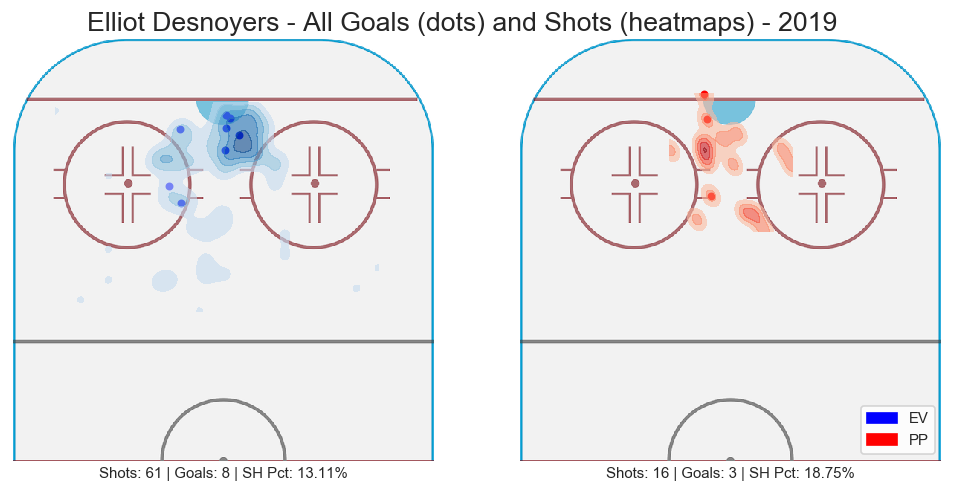 Elliot Desnoyers - All Goals (dots) and Shots (heatmaps) - 2019
EV
PP
Shots: 61 | Goals: 8 | SH Pct: 13.11%
Shots: 16 | Goals: 3 | SH Pct: 18.75%